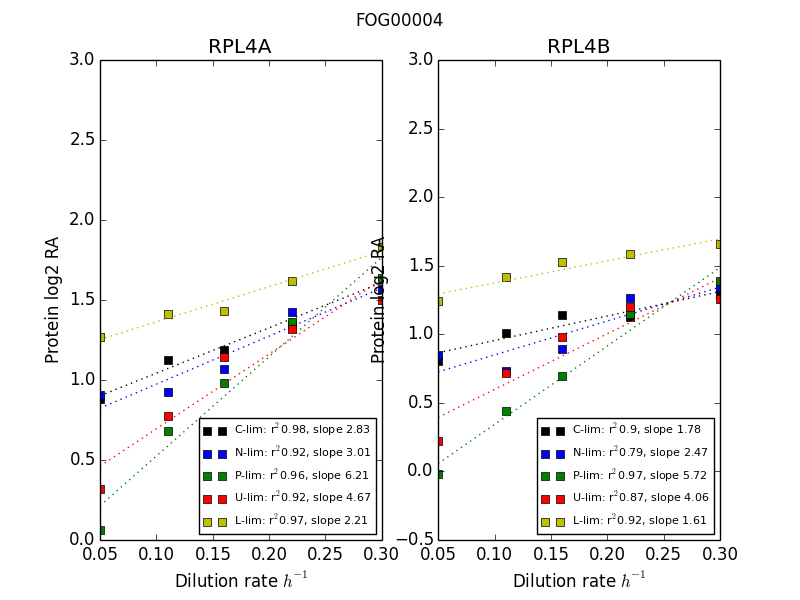 FOG00004
RPL4A
RPL4B
Protein log2 RA
3.0
2.5
2.0
1.5
1.0
0.5
0.0
C-lim: r² 0.98, slope 2.83
N-lim: r² 0.92, slope 3.01
P-lim: r² 0.96, slope 6.21
U-lim: r² 0.92, slope 4.67
L-lim: r² 0.97, slope 2.21
0.05 0.10 0.15 0.20 0.25 0.30
Dilution rate h⁻¹
Protein log2 RA
3.0
2.5
2.0
1.5
1.0
0.5
0.0
−0.5
C-lim: r² 0.9, slope 1.78
N-lim: r² 0.79, slope 2.47
P-lim: r² 0.97, slope 5.72
U-lim: r² 0.87, slope 4.06
L-lim: r² 0.92, slope 1.61
0.05 0.10 0.15 0.20 0.25 0.30
Dilution rate h⁻¹